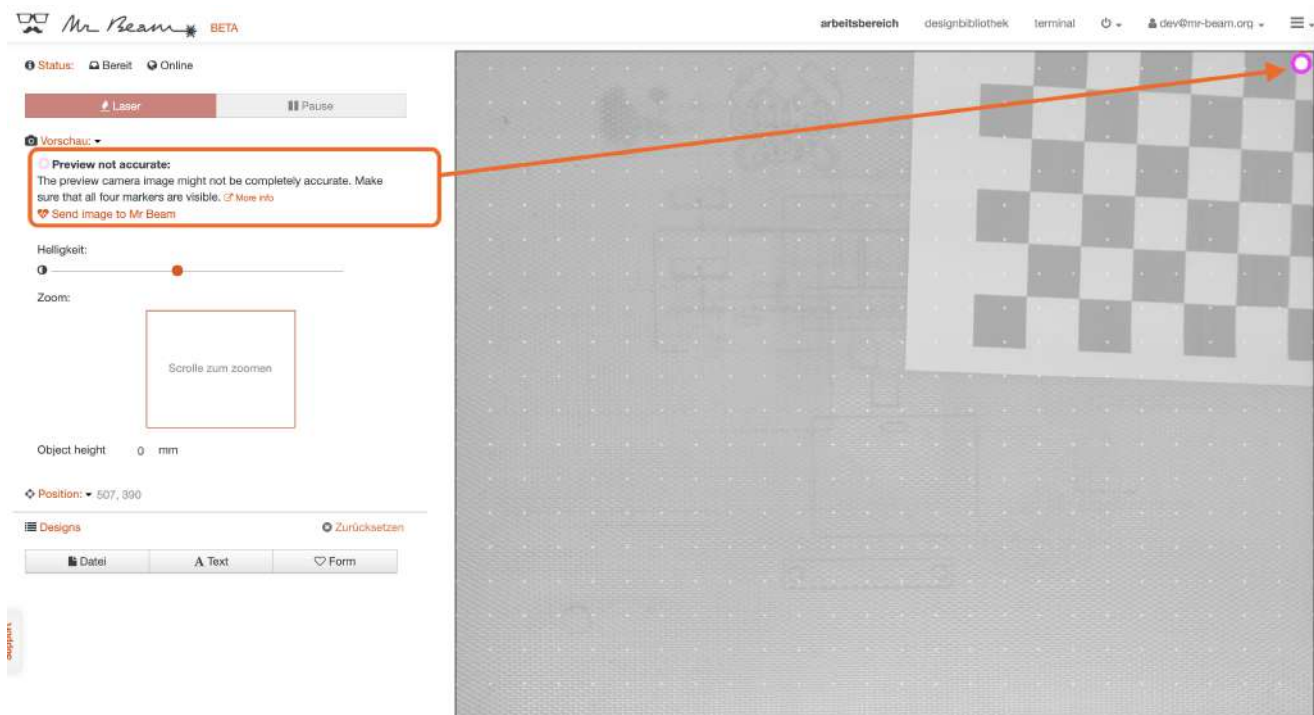 Mr Beam BETA
arbeitsbereich designbibliothek terminal dev@mr-beam.org
Status: Bereit Online
Laser Pause
Vorschau:
Preview not accurate:
The preview camera image might not be completely accurate. Make
sure that all four markers are visible. More info
Send image to Mr Beam
Helligkeit:
Zoom:
Scrolle zum zoomen
Object height 0 mm
Position: 507, 390
Designs Zurücksetzen
Datei A Text Form